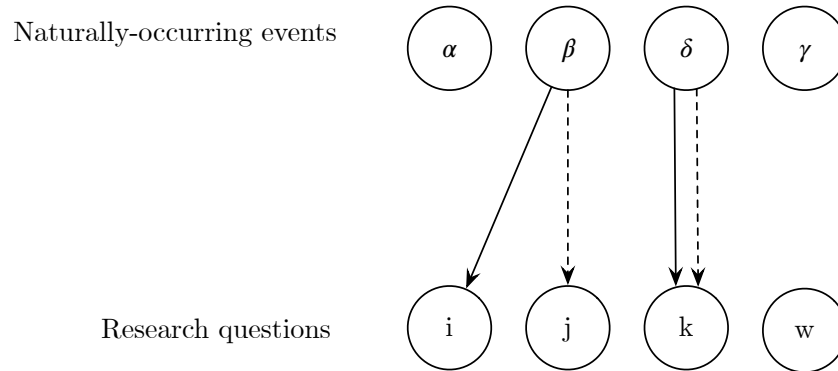 Naturally-occurring events α β δ γ
Research questions i j k w